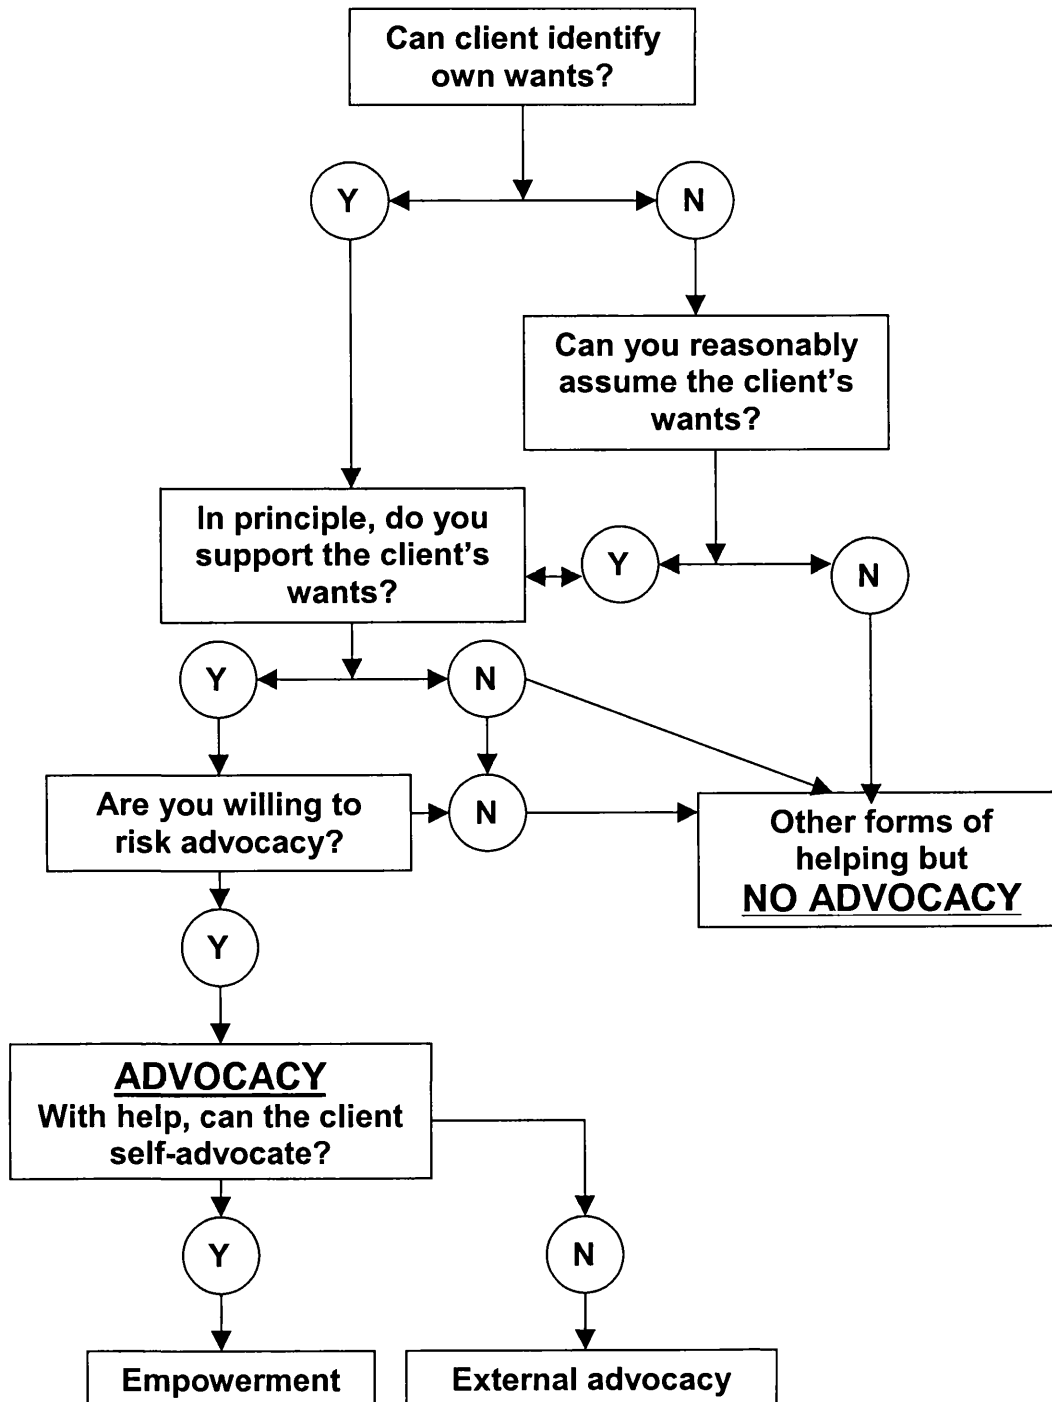 Can client identify
own wants?
Y
N
Can you reasonably
assume the client's
wants?
In principle, do you
support the client's
wants?
Y
N
Y
N
Are you willing to
risk advocacy?
N
Other forms of
helping but
NO ADVOCACY
Y
ADVOCACY
With help, can the client
self-advocate?
Y
N
Empowerment
External advocacy